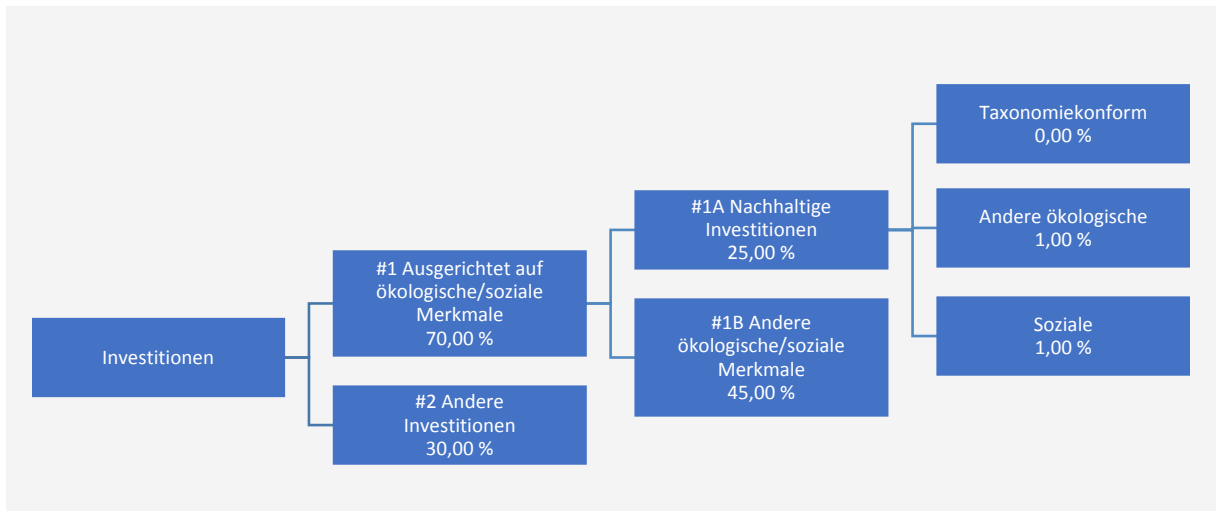 Investitionen
#1 Ausgerichtet auf
ökologische/soziale
Merkmale
70,00 %
#2 Andere
Investitionen
30,00 %
#1A Nachhaltige
Investitionen
25,00 %
#1B Andere
ökologische/soziale
Merkmale
45,00 %
Taxonomiekonform
0,00 %
Andere ökologische
1,00 %
Soziale
1,00 %